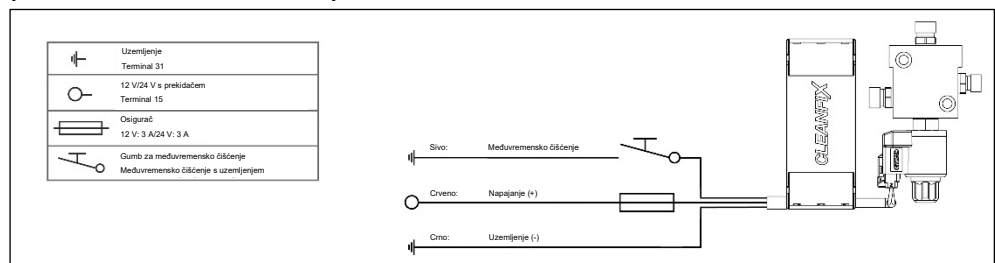 Uzemljenje
Terminal 31
12 V/24 V s prekidačem
Terminal 15
Osigurač
12 V: 3 A/24 V: 3 A
Gumb za međuvremensko čišćenje
Međuvremensko čišćenje s uzemljenjem
Sivo: Međuvremensko čišćenje
Crveno: Napajanje (+)
Crno: Uzemljenje (-)
CLEANFIX